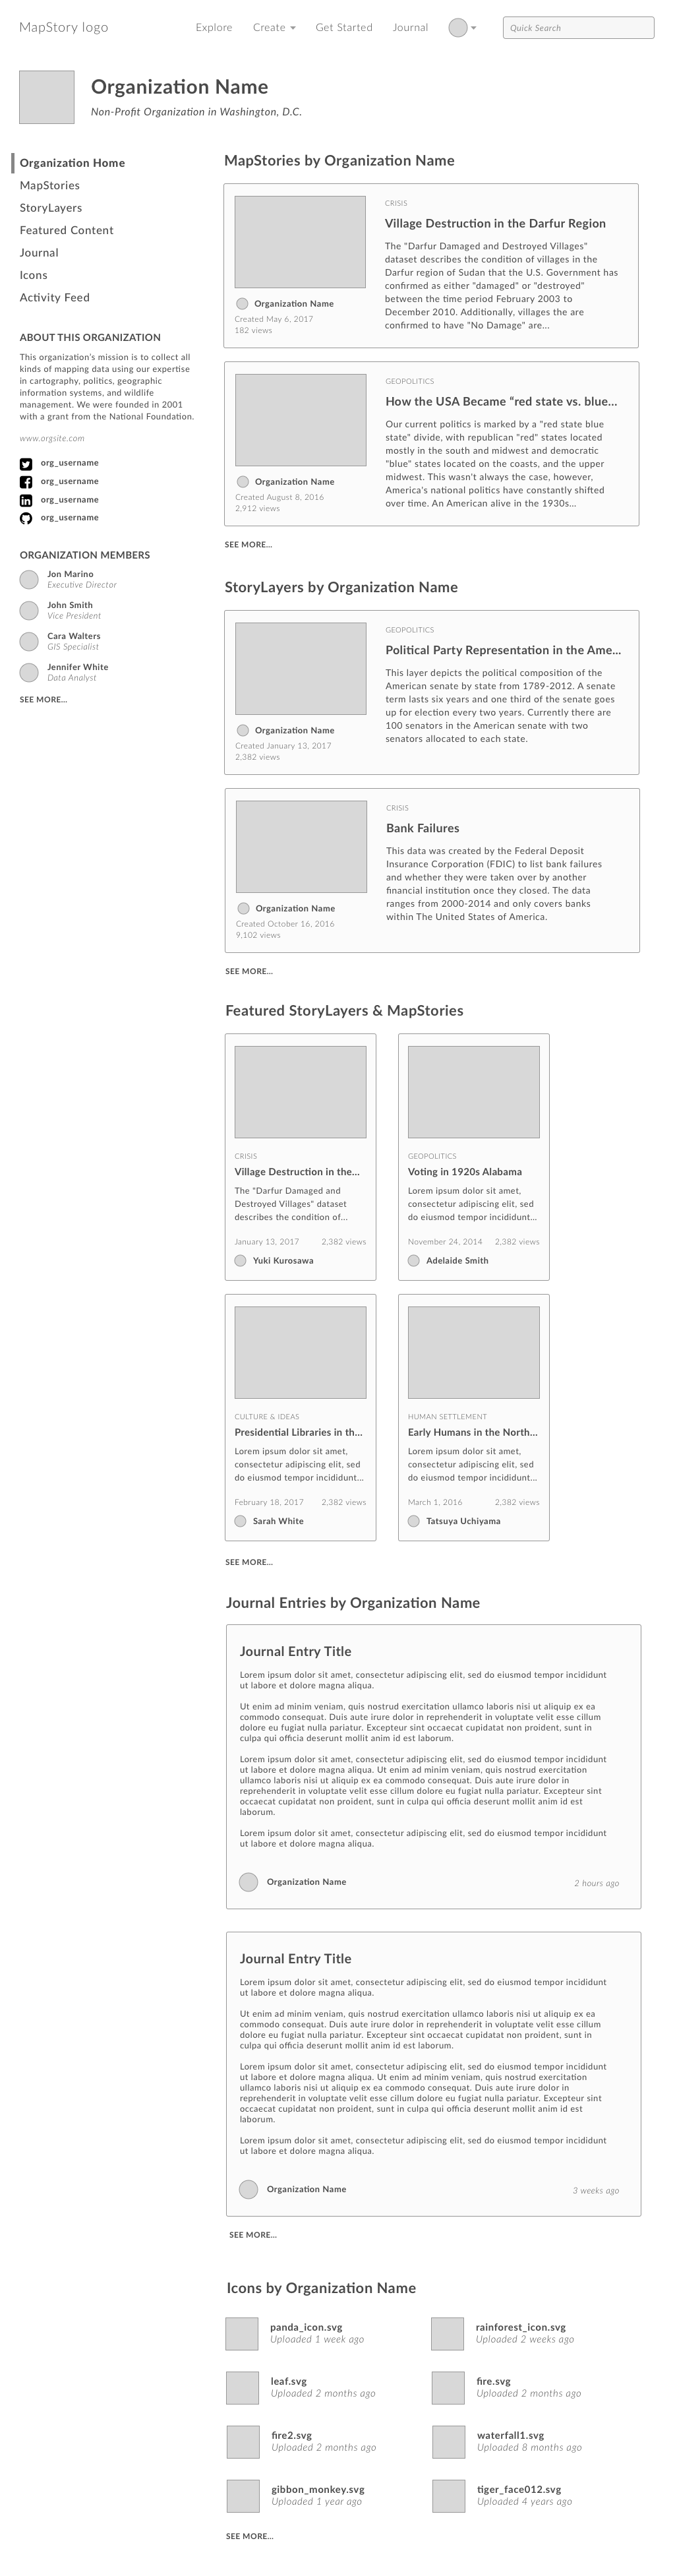 MapStory logo
Explore
Create
Get Started
Journal
Quick Search
Organization Name
Non-Profit Organization in Washington, D.C.
Organization Home
MapStories
StoryLayers
Featured Content
Journal
Icons
Activity Feed
ABOUT THIS ORGANIZATION
This organization's mission is to collect all
kinds of mapping data using our expertise
in cartography, politics, geographic
information systems, and wildlife
management. We were founded in 2001
with a grant from the National Foundation.
www.orgsite.com
org_username
org_username
org_username
org_username
ORGANIZATION MEMBERS
Jon Marino
Executive Director
John Smith
Vice President
Cara Walters
GIS Specialist
Jennifer White
Data Analyst
SEE MORE...
MapStories by Organization Name
Organization Name
Created May 6, 2017
182 views
CRISIS
Village Destruction in the Darfur Region
The "Darfur Damaged and Destroyed Villages"
dataset describes the condition of villages in the
Darfur region of Sudan that the U.S. Government has
confirmed as either "damaged" or "destroyed"
between the time period February 2003 to
December 2010. Additionally, villages the are
confirmed to have "No Damage" are...
Organization Name
Created August 8, 2016
2,912 views
GEOPOLITICS
How the USA Became “red state vs. blue...
Our current politics is marked by a "red state blue
state" divide, with republican "red" states located
mostly in the south and midwest and democratic
"blue" states located on the coasts, and the upper
midwest. This wasn't always the case, however,
America's national politics have constantly shifted
over time. An American alive in the 1930s...
SEE MORE...
StoryLayers by Organization Name
Organization Name
Created January 13, 2017
2,382 views
GEOPOLITICS
Political Party Representation in the Ame...
This layer depicts the political composition of the
American senate by state from 1789-2012. A senate
term lasts six years and one third of the senate goes
up for election every two years. Currently there are
100 senators in the American senate with two
senators allocated to each state.
Organization Name
Created October 16, 2016
9,102 views
CRISIS
Bank Failures
This data was created by the Federal Deposit
Insurance Corporation (FDIC) to list bank failures
and whether they were taken over by another
financial institution once they closed. The data
ranges from 2000-2014 and only covers banks
within The United States of America.
SEE MORE...
Featured StoryLayers & MapStories
CRISIS
Village Destruction in the...
The "Darfur Damaged and
Destroyed Villages" dataset
describes the condition of...
January 13, 2017 2,382 views
Yuki Kurosawa
GEOPOLITICS
Voting in 1920s Alabama
Lorem ipsum dolor sit amet,
consectetur adipiscing elit, sed
do eiusmod tempor incididunt...
November 24, 2014 2,382 views
Adelaide Smith
CULTURE & IDEAS
Presidential Libraries in th...
Lorem ipsum dolor sit amet,
consectetur adipiscing elit, sed
do eiusmod tempor incididunt...
February 18, 2017 2,382 views
Sarah White
HUMAN SETTLEMENT
Early Humans in the North...
Lorem ipsum dolor sit amet,
consectetur adipiscing elit, sed
do eiusmod tempor incididunt...
March 1, 2016 2,382 views
Tatsuya Uchiyama
SEE MORE...
Journal Entries by Organization Name
Journal Entry Title
Lorem ipsum dolor sit amet, consectetur adipiscing elit, sed do eiusmod tempor incididunt
ut labore et dolore magna aliqua.
Ut enim ad minim veniam, quis nostrud exercitation ullamco laboris nisi ut aliquip ex ea
commodo consequat. Duis aute irure dolor in reprehenderit in voluptate velit esse cillum
dolore eu fugiat nulla pariatur. Excepteur sint occaecat cupidatat non proident, sunt in
culpa qui officia deserunt mollit anim id est laborum.
Lorem ipsum dolor sit amet, consectetur adipiscing elit, sed do eiusmod tempor incididunt
ut labore et dolore magna aliqua. Ut enim ad minim veniam, quis nostrud exercitation
ullamco laboris nisi ut aliquip ex ea commodo consequat. Duis aute irure dolor in
reprehenderit in voluptate velit esse cillum dolore eu fugiat nulla pariatur. Excepteur sint
occaecat cupidatat non proident, sunt in culpa qui officia deserunt mollit anim id est
laborum.
Lorem ipsum dolor sit amet, consectetur adipiscing elit, sed do eiusmod tempor incididunt
ut labore et dolore magna aliqua.
Organization Name
2 hours ago
Journal Entry Title
Lorem ipsum dolor sit amet, consectetur adipiscing elit, sed do eiusmod tempor incididunt
ut labore et dolore magna aliqua.
Ut enim ad minim veniam, quis nostrud exercitation ullamco laboris nisi ut aliquip ex ea
commodo consequat. Duis aute irure dolor in reprehenderit in voluptate velit esse cillum
dolore eu fugiat nulla pariatur. Excepteur sint occaecat cupidatat non proident, sunt in
culpa qui officia deserunt mollit anim id est laborum.
Lorem ipsum dolor sit amet, consectetur adipiscing elit, sed do eiusmod tempor incididunt
ut labore et dolore magna aliqua. Ut enim ad minim veniam, quis nostrud exercitation
ullamco laboris nisi ut aliquip ex ea commodo consequat. Duis aute irure dolor in
reprehenderit in voluptate velit esse cillum dolore eu fugiat nulla pariatur. Excepteur sint
occaecat cupidatat non proident, sunt in culpa qui officia deserunt mollit anim id est
laborum.
Lorem ipsum dolor sit amet, consectetur adipiscing elit, sed do eiusmod tempor incididunt
ut labore et dolore magna aliqua.
Organization Name
3 weeks ago
SEE MORE...
Icons by Organization Name
panda_icon.svg
Uploaded 1 week ago
rainforest_icon.svg
Uploaded 2 weeks ago
leaf.svg
Uploaded 2 months ago
fire.svg
Uploaded 2 months ago
fire2.svg
Uploaded 2 months ago
waterfall1.svg
Uploaded 8 months ago
gibbon_monkey.svg
Uploaded 1 year ago
tiger_face012.svg
Uploaded 4 years ago
SEE MORE...